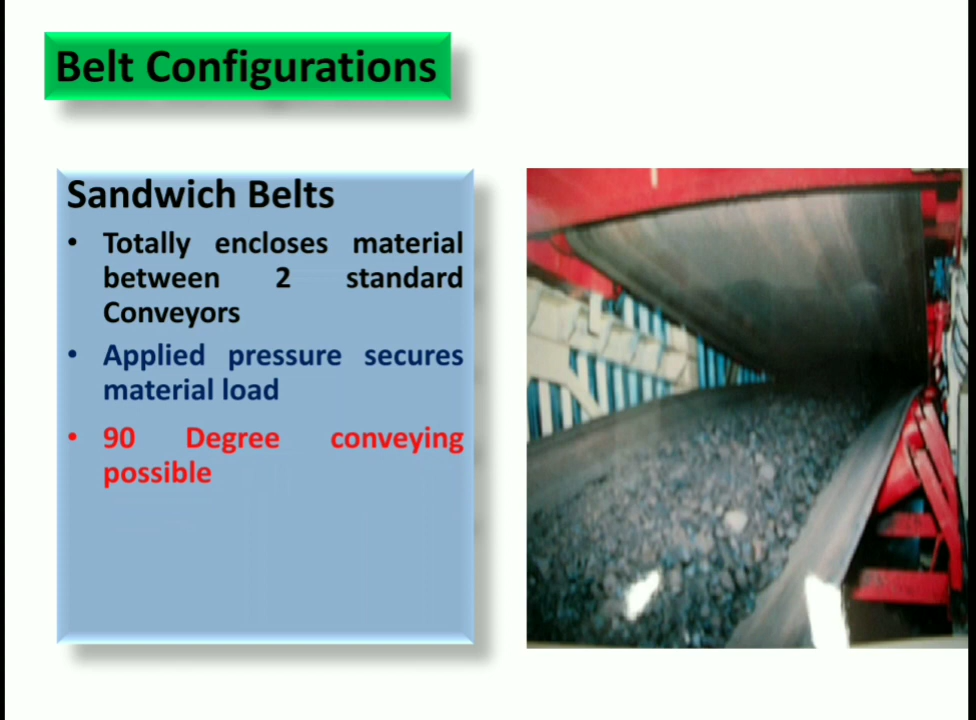 Belt Configurations
Sandwich Belts
• Totally encloses material
between 2 standard
Conveyors
• Applied pressure secures
material load
• 90 Degree conveying
possible